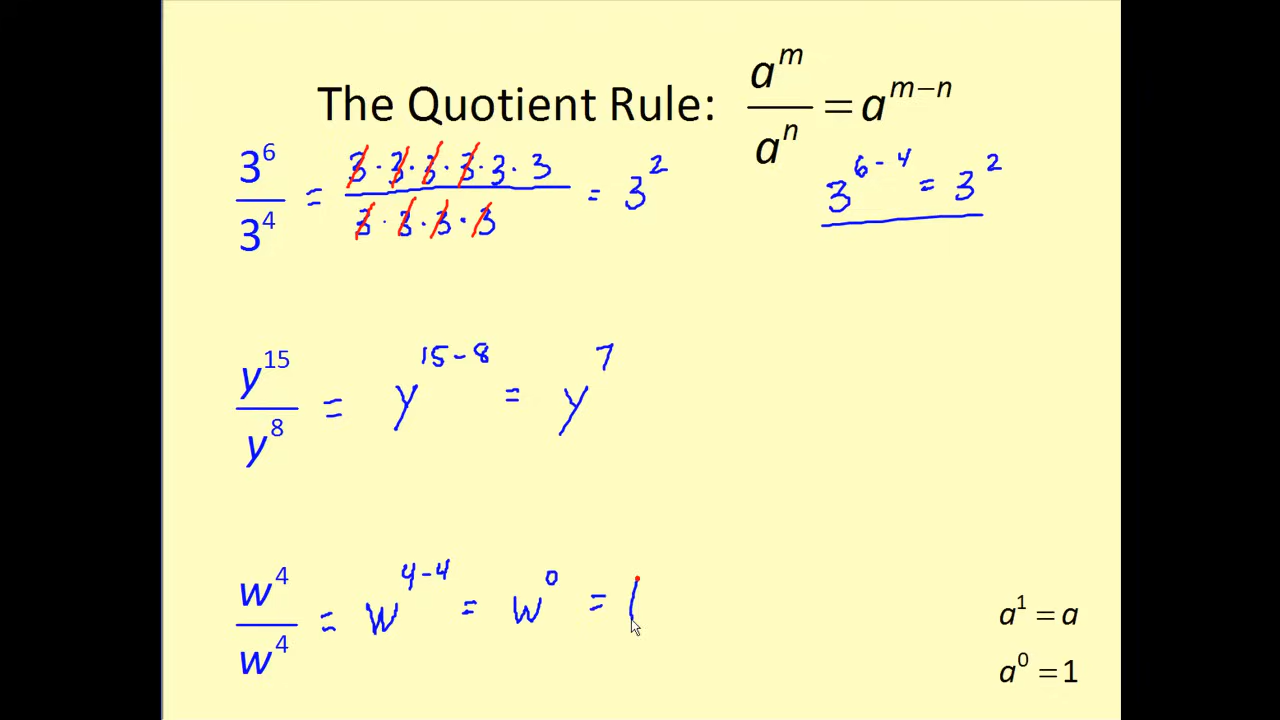 The Quotient Rule: a^m / a^n = a^(m−n)
3^6 / 3^4 = 3 · 3 · 3 · 3 · 3 · 3 / 3 · 3 · 3 · 3 = 3^2
3^(6-4) = 3^2
y^15 / y^8 = y^(15-8) = y^7
w^4 / w^4 = w^(4-4) = w^0 = 1
a^1 = a
a^0 = 1